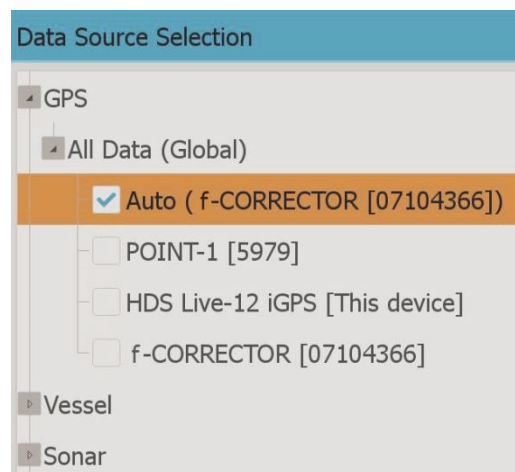 Data Source Selection
GPS
All Data (Global)
Auto ( f-CORRECTOR [07104366])
POINT-1 [5979]
HDS Live-12 iGPS [This device]
f-CORRECTOR [07104366]
Vessel
Sonar